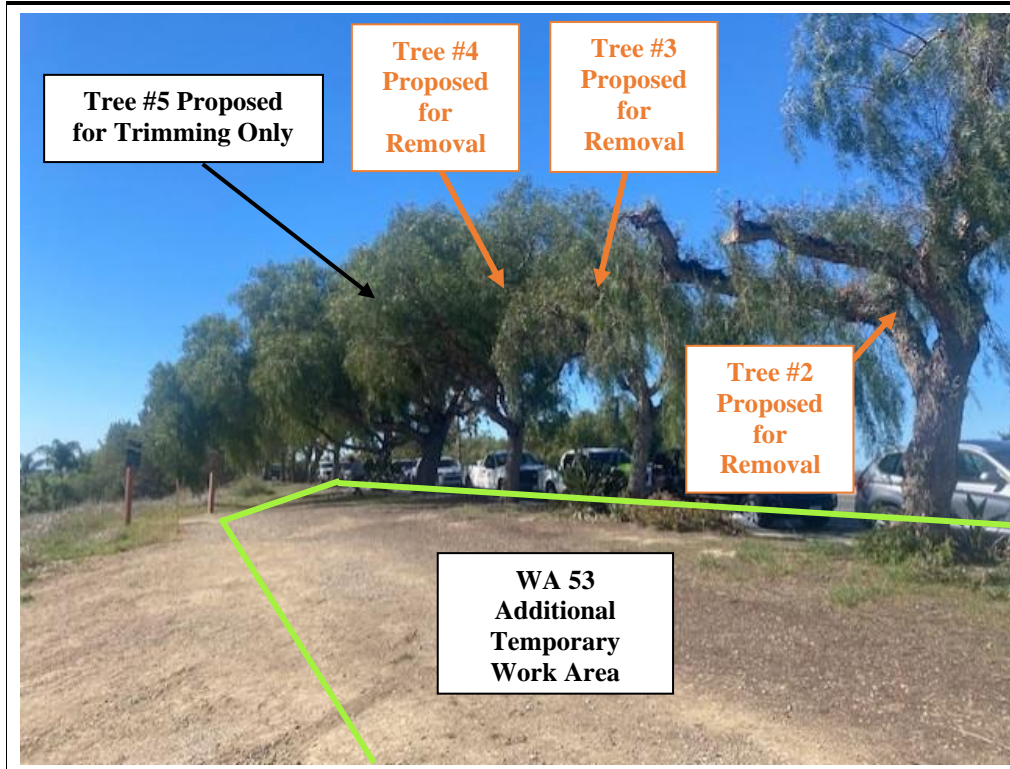 Tree #5 Proposed
for Trimming Only
Tree #4
Proposed
for
Removal
Tree #3
Proposed
for
Removal
Tree #2
Proposed
for
Removal
WA 53
Additional
Temporary
Work Area